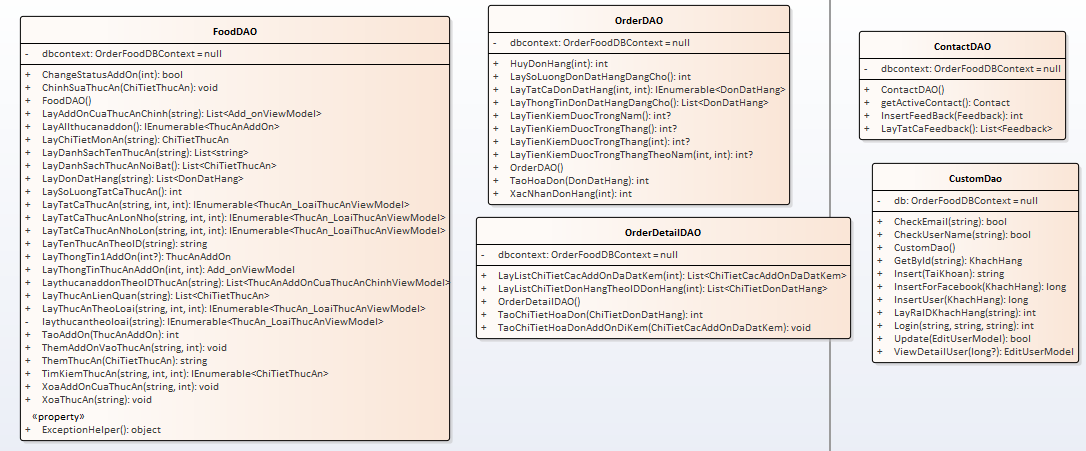 FoodDAO
- dbcontext: OrderFoodDBContext = null
+ ChangeStatusAddOn(int): bool
+ ChinhSuaThucAn(ChiTietThucAn): void
+ FoodDAO()
+ LayAddOnCuaThucAnChinh(string): List<Add_onViewModel>
+ LayAllthucanaddon(): IEnumerable<ThucAnAddOn>
+ LayChiTietMonAn(string): ChiTietThucAn
+ LayDanhSachTenThucAn(string): List<string>
+ LayDanhSachThucAnNoiBat(): List<ChiTietThucAn>
+ LayDonDatHang(string): List<DonDatHang>
+ LaySoLuongTatCaThucAn(): int
+ LayTatCaThucAn(string, int, int): IEnumerable<ThucAn_LoaiThucAnViewModel>
+ LayTatCaThucAnLonNho(string, int, int): IEnumerable<ThucAn_LoaiThucAnViewModel>
+ LayTatCaThucAnNhoLon(string, int, int): IEnumerable<ThucAn_LoaiThucAnViewModel>
+ LayTenThucAnTheoID(string): string
+ LayThongTin1AddOn(int?): ThucAnAddOn
+ LayThongTinThucAnAddOn(int, int): Add_onViewModel
+ LaythucandonTheoIDThucAn(string): List<ThucAnAddOnCuaThucAnChinhViewModel>
+ LayThucAnLienQuan(string): List<ChiTietThucAn>
+ LayThucAnTheoLoai(string, int, int): IEnumerable<ThucAn_LoaiThucAnViewModel>
- laythucantheoloai(string): IEnumerable<ThucAn_LoaiThucAnViewModel>
+ TaoAddOn(ThucAnAddOn): int
+ ThemAddOnVaoThucAn(string, int): void
+ ThemThucAn(ChiTietThucAn): string
+ TimKiemThucAn(string, int, int): IEnumerable<ChiTietThucAn>
+ XoaAddOnCuaThucAn(string, int): void
+ XoaThucAn(string): void
«property»
+ ExceptionHelper(): object
OrderDAO
- dbcontext: OrderFoodDBContext = null
+ HuyDonHang(int): int
+ LaySoLuongDonDatHangDangCho(): int
+ LayTatCaDonDatHang(int, int): IEnumerable<DonDatHang>
+ LayThongTinDonDatHangDangCho(): List<DonDatHang>
+ LayTienKiemDuocTrongNam(): int?
+ LayTienKiemDuocTrongThang(): int?
+ LayTienKiemDuocTrongThang(int): int?
+ LayTienKiemDuocTrongThangTheoNam(int, int): int?
+ OrderDAO()
+ TaoHoaDon(DonDatHang): int
+ XacNhanDonHang(int): int
OrderDetailDAO
- dbcontext: OrderFoodDBContext = null
+ LayListChiTietCacAddOnDaDatKem(int): List<ChiTietCacAddOnDaDatKem>
+ LayListChiTietDonHangTheoIDDonHang(int): List<ChiTietDonDatHang>
+ OrderDetailDAO()
+ TaoChiTietHoaDon(ChiTietDonDatHang): int
+ TaoChiTietHoaDonAddOnDiKem(ChiTietCacAddOnDaDatKem): void
ContactDAO
- dbcontext: OrderFoodDBContext = null
+ ContactDAO()
+ getActiveContact(): Contact
+ InsertFeedBack(Feedback): int
+ LayTatCaFeedback(): List<Feedback>
CustomDao
- db: OrderFoodDBContext = null
+ CheckEmail(string): bool
+ CheckUserName(string): bool
+ CustomDao()
+ GetById(string): KhachHang
+ Insert(TaiKhoan): string
+ InsertForFacebook(KhachHang): long
+ InsertUser(KhachHang): long
+ LayRaIDKhachHang(string): int
+ Login(string, string, string): int
+ Update(EditUserModel): bool
+ ViewDetailUser(long?): EditUserModel